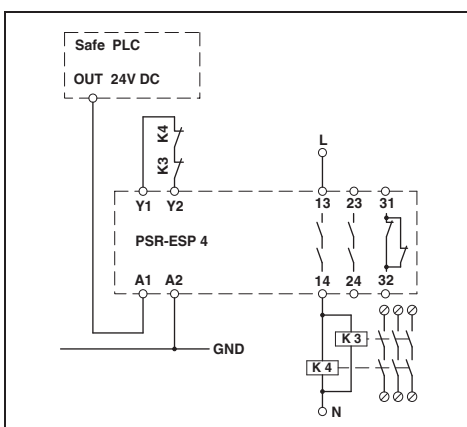 Safe PLC
OUT 24V DC
K4
K3
L
Y1 Y2 13 23 31
PSR-ESP 4
A1 A2 14 24 32
K 3
GND
K 4
N